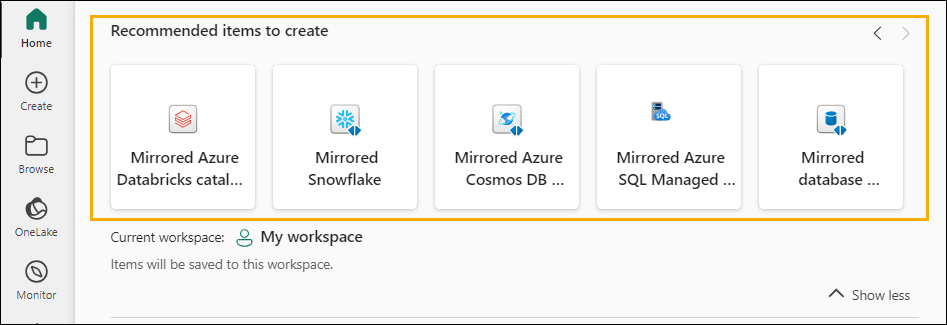 Home
Create
Browse
OneLake
Monitor
Recommended items to create
Mirrored Azure
Databricks catal...
Mirrored
Snowflake
Mirrored Azure
Cosmos DB ...
SQL
Mirrored Azure
SQL Managed ...
Mirrored
database ...
Current workspace: My workspace
Items will be saved to this workspace.
Show less